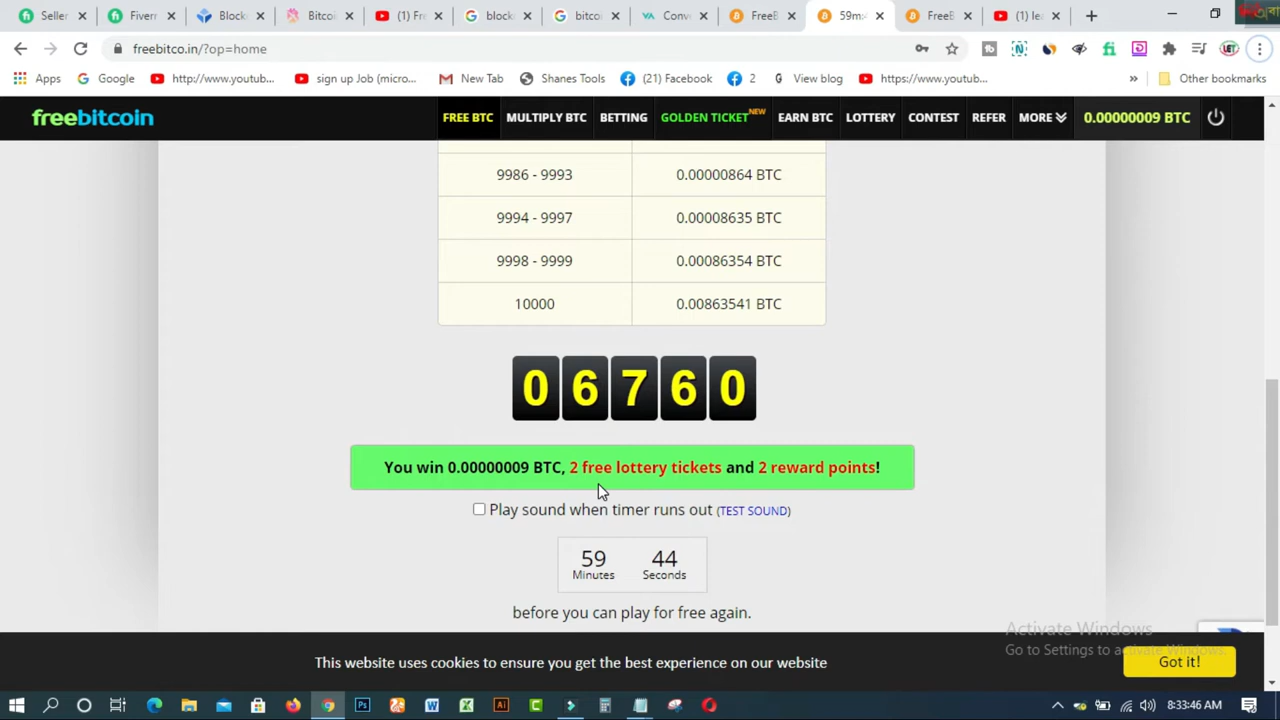 Seller
Fiverr
Block
Bitcoi
(1) Fr
block
bitco
Conv
FreeB
59m:
FreeB
(1) le
freebitco.in/?op=home
Apps
Google
http://www.youtub...
sign up Job (micro...
New Tab
Shanes Tools
(21) Facebook
2
View blog
https://www.youtub...
»
Other bookmarks
freebitcoin
FREE BTC
MULTIPLY BTC
BETTING
GOLDEN TICKET NEW
EARN BTC
LOTTERY
CONTEST
REFER
MORE
0.00000009 BTC
9986 - 9993 0.00000864 BTC
9994 - 9997 0.00008635 BTC
9998 - 9999 0.00086354 BTC
10000 0.00863541 BTC
0 6 7 6 0
You win 0.00000009 BTC, 2 free lottery tickets and 2 reward points!
Play sound when timer runs out (TEST SOUND)
59 44
Minutes Seconds
before you can play for free again.
Activate Windows
Go to Settings to activate Windows.
This website uses cookies to ensure you get the best experience on our website
Got it!
8:33:46 AM